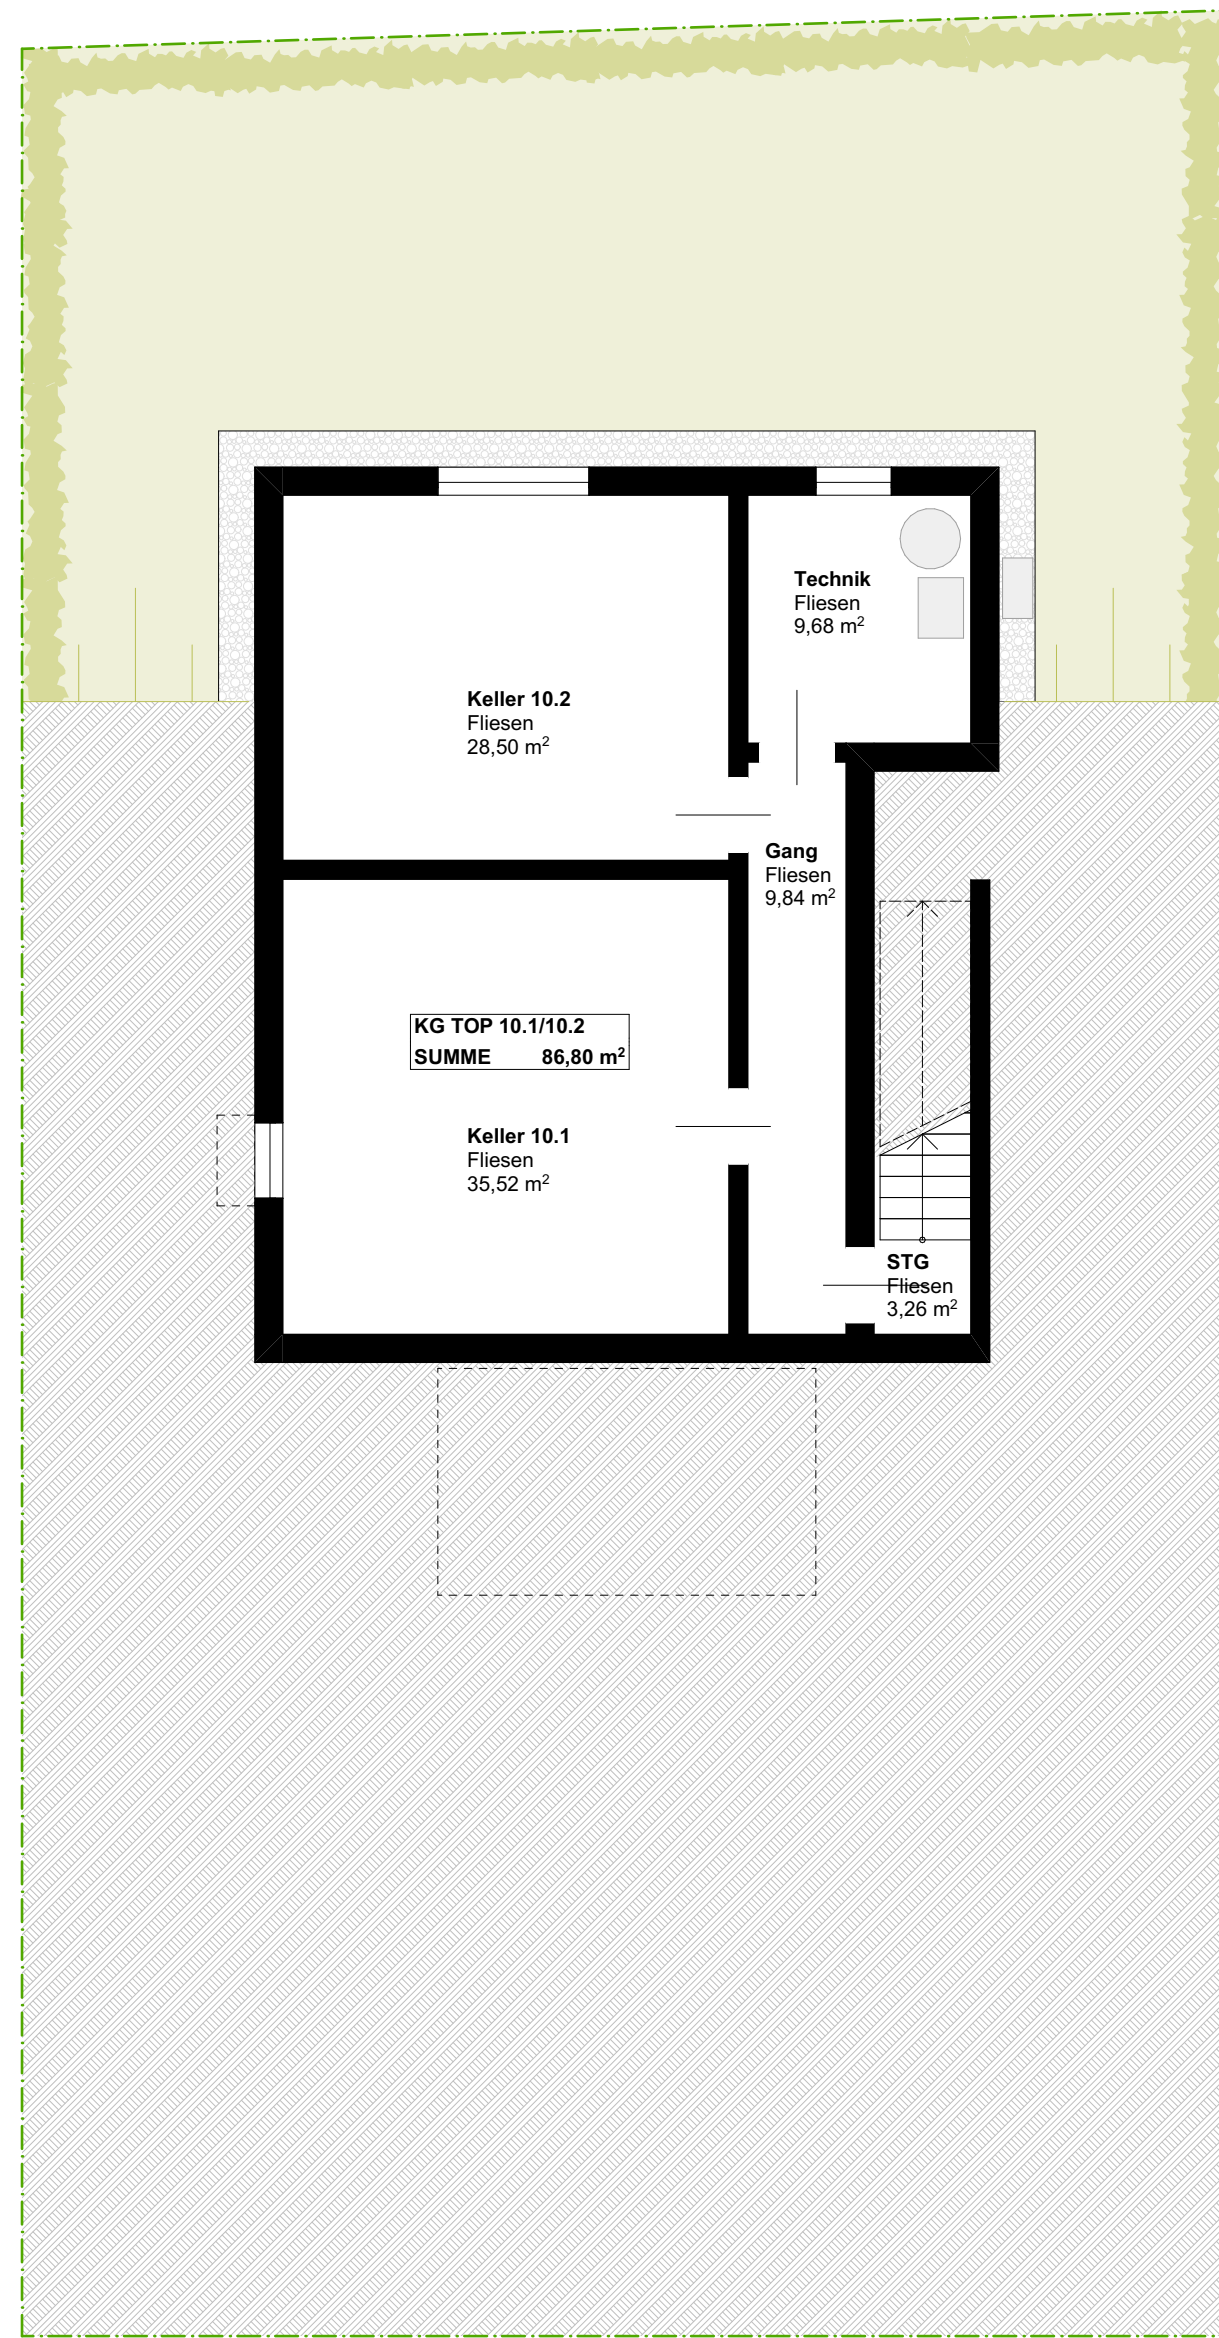 Technik
Fliesen
9,68 m²
Keller 10.2
Fliesen
28,50 m²
Gang
Fliesen
9,84 m²
KG TOP 10.1/10.2
SUMME 86,80 m²
Keller 10.1
Fliesen
35,52 m²
STG
Fliesen
3,26 m²